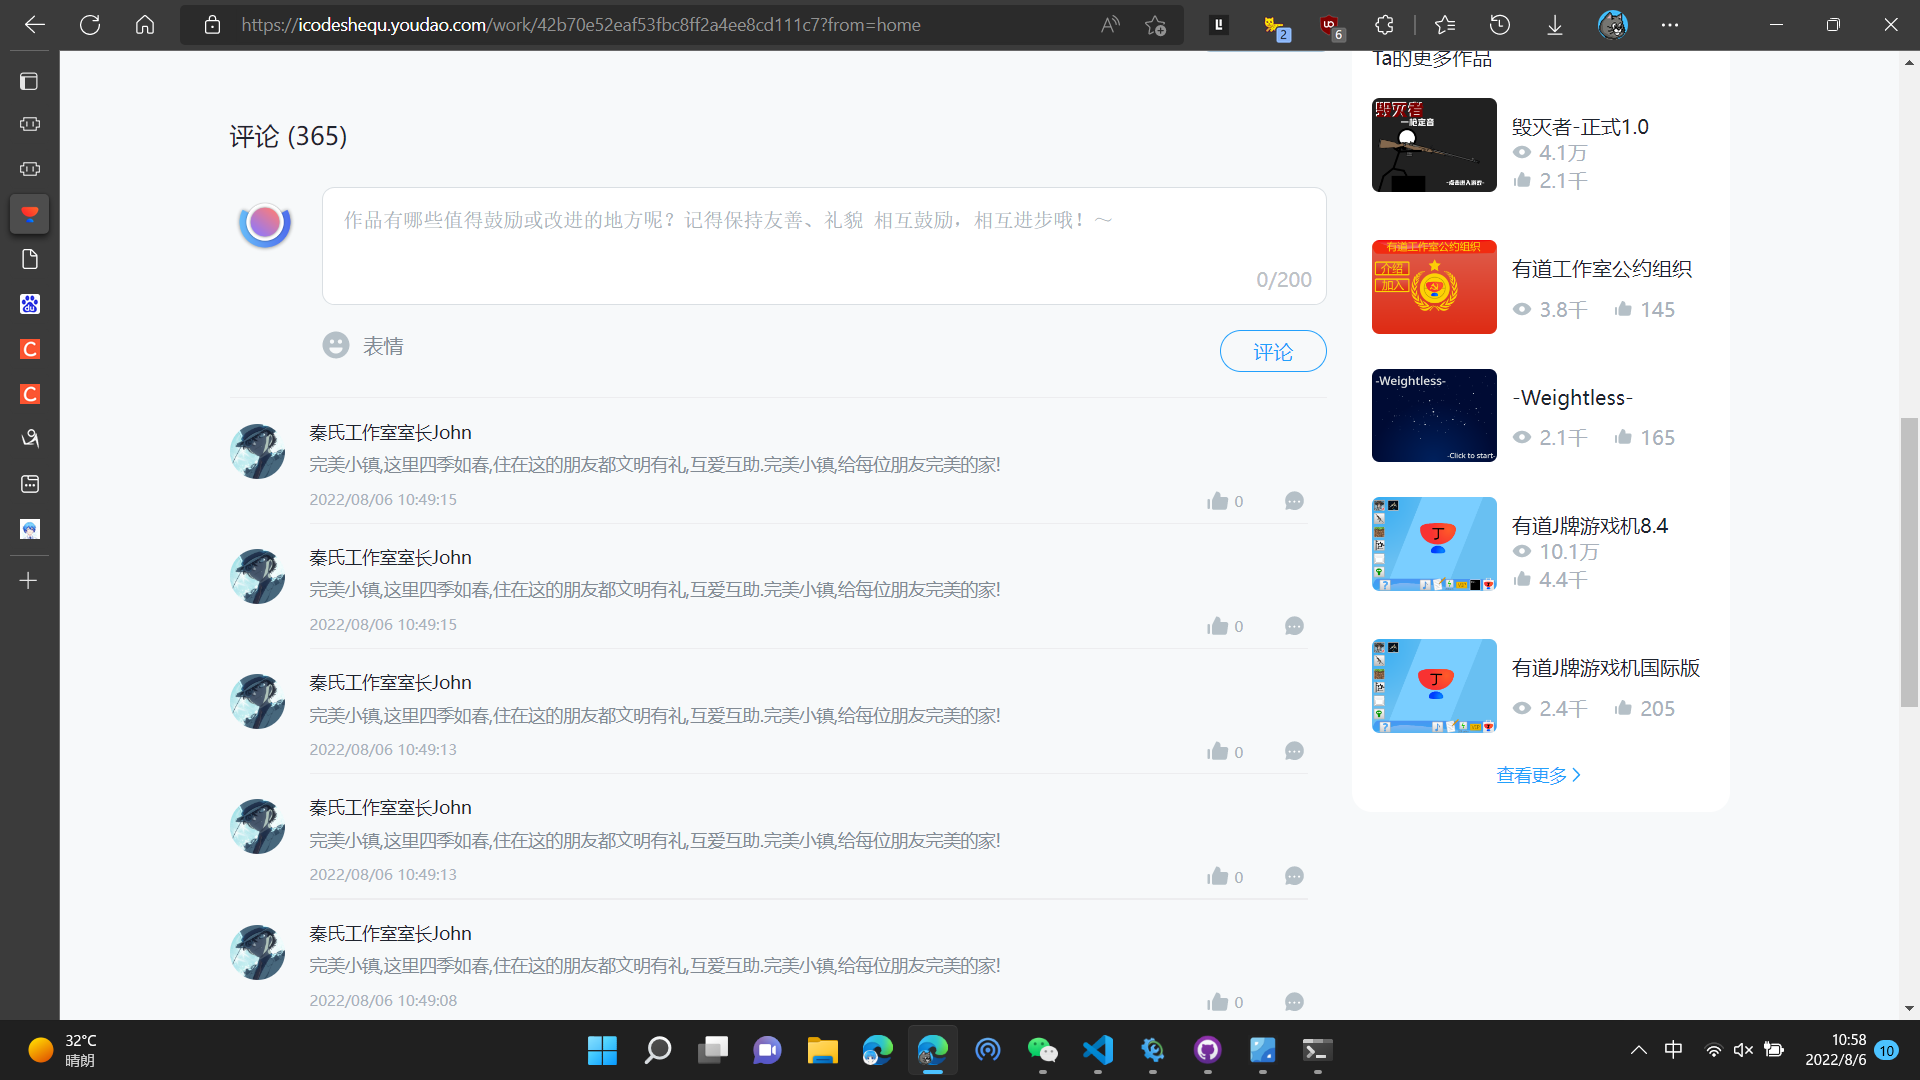 https://icodeshequ.youdao.com/work/42b70e52eaf53fbc8ff2a4ee8cd111c7?from=home
2
6
Ta的更多作品
评论 (365)
作品有哪些值得鼓励或改进的地方呢？记得保持友善、礼貌 相互鼓励，相互进步哦！～
0/200
表情
评论
秦氏工作室室长John
完美小镇,这里四季如春,住在这的朋友都文明有礼,互爱互助.完美小镇,给每位朋友完美的家!
2022/08/06 10:49:15
0
秦氏工作室室长John
完美小镇,这里四季如春,住在这的朋友都文明有礼,互爱互助.完美小镇,给每位朋友完美的家!
2022/08/06 10:49:15
0
秦氏工作室室长John
完美小镇,这里四季如春,住在这的朋友都文明有礼,互爱互助.完美小镇,给每位朋友完美的家!
2022/08/06 10:49:13
0
秦氏工作室室长John
完美小镇,这里四季如春,住在这的朋友都文明有礼,互爱互助.完美小镇,给每位朋友完美的家!
2022/08/06 10:49:13
0
秦氏工作室室长John
完美小镇,这里四季如春,住在这的朋友都文明有礼,互爱互助.完美小镇,给每位朋友完美的家!
2022/08/06 10:49:08
0
毁灭者
一枪定音
毁灭者-正式1.0
4.1万
2.1千
有道工作室公约组织
介绍
加入
有道工作室公约组织
3.8千 145
-Weightless-
-Click to start-
-Weightless-
2.1千 165
丁
有道J牌游戏机8.4
10.1万
4.4千
丁
有道J牌游戏机国际版
2.4千 205
查看更多
32°C
晴朗
中
10:58
2022/8/6
10